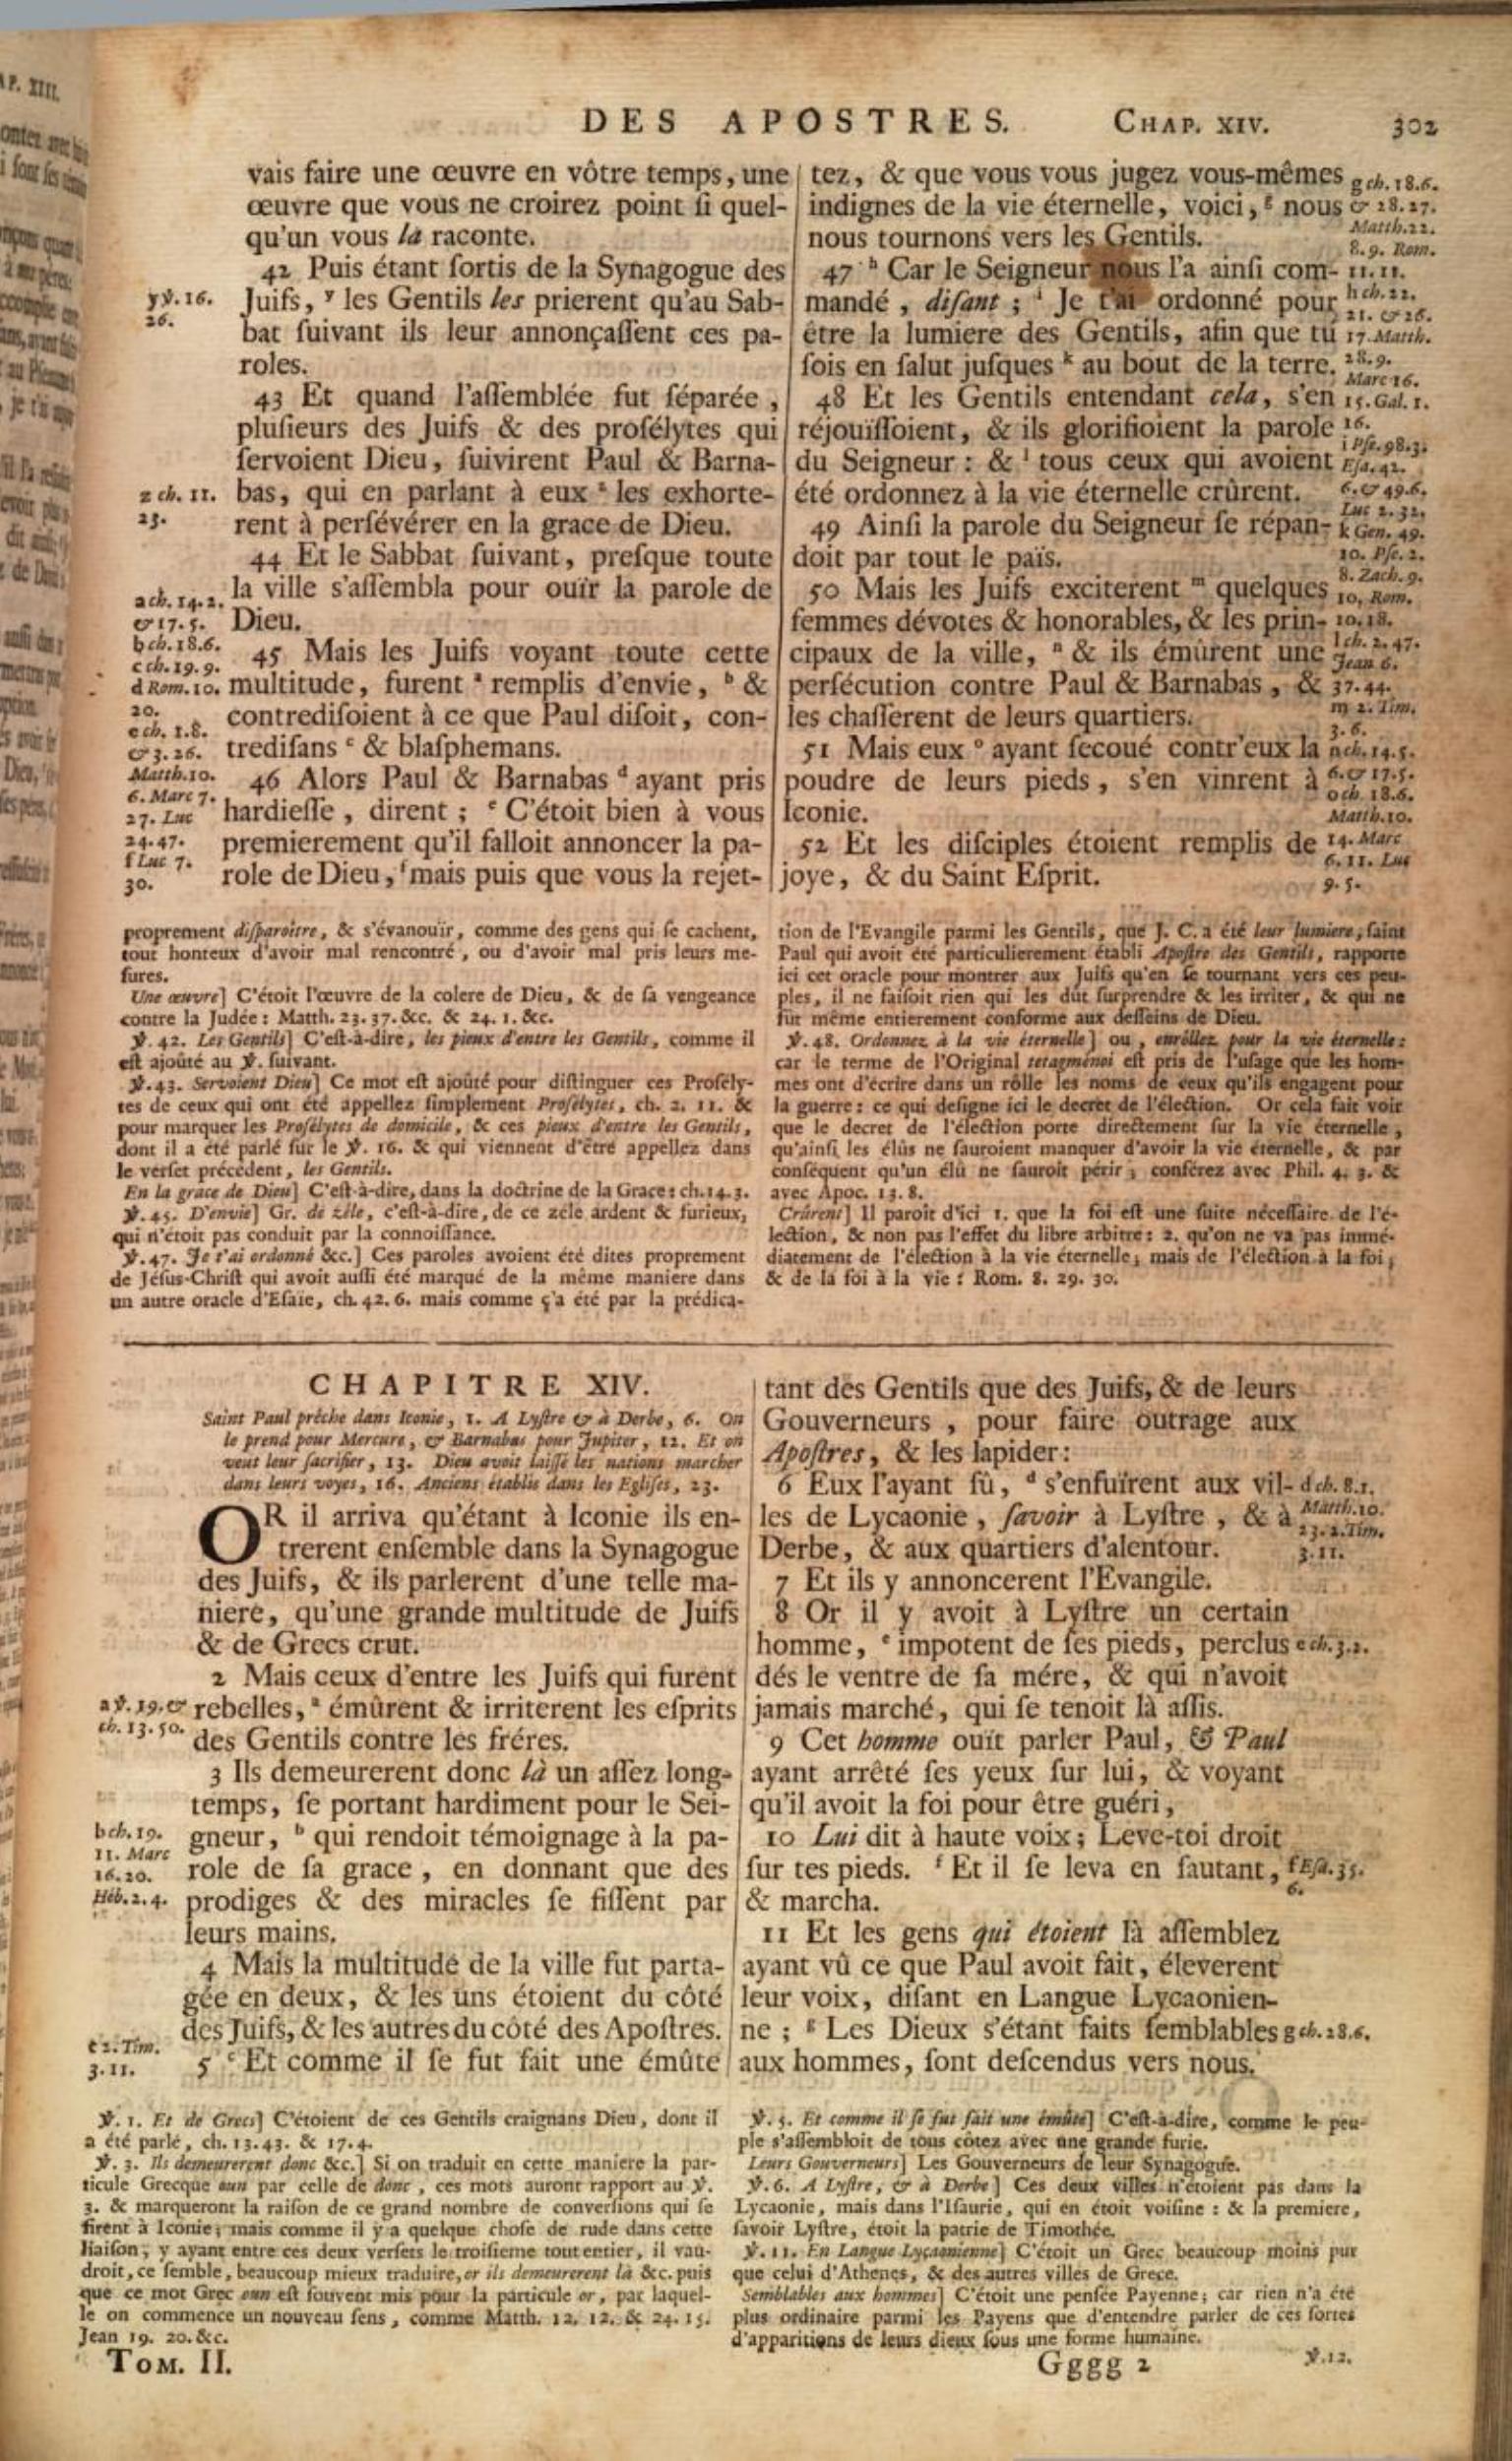 DES APOSTRES. CHAP. XIV. 302
vais faire une œuvre en vôtre temps, une
œuvre que vous ne croirez point ſi quel-
qu'un vous la raconte.
42 Puis étant ſortis de la Synagogue des
Juifs, y les Gentils les prierent qu'au Sab-
bat ſuivant ils leur annonçaſſent ces pa-
roles.
43 Et quand l'aſſemblée fut ſéparée,
pluſieurs des Juifs & des proſélytes qui
ſervoient Dieu, ſuivirent Paul & Barna-
bas, qui en parlant à eux z les exhorte-
rent à perſévérer en la grace de Dieu.
44 Et le Sabbat ſuivant, preſque toute
la ville s'aſſembla pour ouïr la parole de
Dieu.
45 Mais les Juifs voyant toute cette
multitude, furent a remplis d'envie, b &
contrediſoient à ce que Paul diſoit, con-
trediſans c & blaſphemans.
46 Alors Paul & Barnabas d ayant pris
hardieſſe, dirent; e C'étoit bien à vous
premierement qu'il falloit annoncer la pa-
role de Dieu, f mais puis que vous la rejet-
y ẏ. 16.
26.
z ch. 11.
23.
a ch. 14. 2.
& 17. 5.
b ch. 18. 6.
c ch. 19. 9.
d Rom. 10.
20.
e ch. 1. 8.
& 3. 26.
Matth. 10.
6. Marc 7.
27. Luc
24. 47.
f Luc 7.
30.
tez, & que vous vous jugez vous-mêmes
indignes de la vie éternelle, voici, g nous
nous tournons vers les Gentils.
47 h Car le Seigneur nous l'a ainſi com-
mandé, diſant; i Je t'ai ordonné pour
être la lumiere des Gentils, afin que tu
ſois en ſalut juſques k au bout de la terre.
48 Et les Gentils entendant cela, s'en
réjouïſſoient, & ils glorifioient la parole
du Seigneur: & l tous ceux qui avoient
été ordonnez à la vie éternelle crûrent.
49 Ainſi la parole du Seigneur ſe répan-
doit par tout le païs.
50 Mais les Juifs exciterent m quelques
femmes dévotes & honorables, & les prin-
cipaux de la ville, n & ils émûrent une
perſécution contre Paul & Barnabas, &
les chaſſerent de leurs quartiers.
51 Mais eux o ayant ſecoué contr'eux la
poudre de leurs pieds, s'en vinrent à
Iconie.
52 Et les diſciples étoient remplis de
joye, & du Saint Eſprit.
g ch. 18. 6.
& 28. 27.
Matth. 22.
8. 9. Rom.
11. 11.
h ch. 22.
21. & 26.
17. Matth.
28. 9.
Marc 16.
15. Gal. 1.
16.
i Pſe. 98. 3.
Eſa. 42.
6. & 49. 6.
Luc 2. 32.
k Gen. 49.
10. Pſe. 2.
8. Zach. 9.
10. Rom.
10. 18.
l ch. 2. 47.
Jean 6.
37. 44.
m 2. Tim.
3. 6.
n ch. 14. 5.
6. & 17. 5.
o ch. 18. 6.
Matth. 10.
14. Marc
6. 11. Luc
9. 5.
proprement diſparoitre, & s'évanouïr, comme des gens qui ſe cachent,
tout honteux d'avoir mal rencontré, ou d'avoir mal pris leurs me-
ſures.
Une œuvre] C'étoit l'œuvre de la colere de Dieu, & de ſa vengeance
contre la Judée: Matth. 23. 37. &c. & 24. 1. &c.
ẏ. 42. Les Gentils] C'eſt-à-dire, les pieux d'entre les Gentils, comme il
eſt ajoûté au ẏ. ſuivant.
ẏ. 43. Servoient Dieu] Ce mot eſt ajoûté pour diſtinguer ces Proſély-
tes de ceux qui ont été appellez ſimplement Proſélytes, ch. 2. 11. &
pour marquer les Proſélytes de domicile, & ces pieux d'entre les Gentils,
dont il a été parlé ſur le ẏ. 16. & qui viennent d'être appellez dans
le verſet précédent, les Gentils.
En la grace de Dieu] C'eſt-à-dire, dans la doctrine de la Grace: ch. 14. 3.
ẏ. 45. D'envie] Gr. de zéle, c'eſt-à-dire, de ce zéle ardent & furieux,
qui n'étoit pas conduit par la connoiſſance.
ẏ. 47. Je t'ai ordonné &c.] Ces paroles avoient été dites proprement
de Jéſus-Chriſt qui avoit auſſi été marqué de la même maniere dans
un autre oracle d'Eſaïe, ch. 42. 6. mais comme ç'a été par la prédica-
tion de l'Evangile parmi les Gentils, que J. C. a été leur lumiere, ſaint
Paul qui avoit été particulierement établi Apoſtre des Gentils, rapporte
ici cet oracle pour montrer aux Juifs qu'en ſe tournant vers ces peu-
ples, il ne faiſoit rien qui les dût ſurprendre & les irriter, & qui ne
fût même entierement conforme aux deſſeins de Dieu.
ẏ. 48. Ordonnez à la vie éternelle] ou, enrôllez pour la vie éternelle:
car le terme de l'Original tetagménoi eſt pris de l'uſage que les hom-
mes ont d'écrire dans un rôlle les noms de ceux qu'ils engagent pour
la guerre: ce qui deſigne ici le decret de l'élection. Or cela fait voir
que le decret de l'élection porte directement ſur la vie éternelle,
qu'ainſi les élûs ne ſauroient manquer d'avoir la vie éternelle, & par
conſéquent qu'un élû ne ſauroit périr; conférez avec Phil. 4. 3. &
avec Apoc. 13. 8.
Crûrent] Il paroît d'ici 1. que la foi eſt une ſuite néceſſaire de l'é-
lection, & non pas l'effet du libre arbitre: 2. qu'on ne va pas immé-
diatement de l'élection à la vie éternelle; mais de l'élection à la foi,
& de la foi à la vie: Rom. 8. 29. 30.
CHAPITRE XIV.
Saint Paul prêche dans Iconie, 1. A Lyſtre & à Derbe, 6. On
le prend pour Mercure, & Barnabas pour Jupiter, 12. Et on
veut leur ſacrifier, 13. Dieu avoit laiſſé les nations marcher
dans leurs voyes, 16. Anciens établis dans les Egliſes, 23.
OR il arriva qu'étant à Iconie ils en-
trerent enſemble dans la Synagogue
des Juifs, & ils parlerent d'une telle ma-
niere, qu'une grande multitude de Juifs
& de Grecs crut.
2 Mais ceux d'entre les Juifs qui furent
rebelles, a émûrent & irriterent les eſprits
des Gentils contre les fréres.
3 Ils demeurerent donc là un aſſez long-
temps, ſe portant hardiment pour le Sei-
gneur, b qui rendoit témoignage à la pa-
role de ſa grace, en donnant que des
prodiges & des miracles ſe fiſſent par
leurs mains.
4 Mais la multitude de la ville fut parta-
gée en deux, & les uns étoient du côté
des Juifs, & les autres du côté des Apoſtres.
5 c Et comme il ſe fut fait une émûte
a ẏ. 19. &
ch. 13. 50.
b ch. 19.
11. Marc
16. 20.
Héb. 2. 4.
c 2. Tim.
3. 11.
tant des Gentils que des Juifs, & de leurs
Gouverneurs, pour faire outrage aux
Apoſtres, & les lapider:
6 Eux l'ayant ſû, d s'enfuïrent aux vil-
les de Lycaonie, ſavoir à Lyſtre, & à
Derbe, & aux quartiers d'alentour.
7 Et ils y annoncerent l'Evangile.
8 Or il y avoit à Lyſtre un certain
homme, e impotent de ſes pieds, perclus
dés le ventre de ſa mére, & qui n'avoit
jamais marché, qui ſe tenoit là aſſis.
9 Cet homme ouït parler Paul, & Paul
ayant arrêté ſes yeux ſur lui, & voyant
qu'il avoit la foi pour être guéri,
10 Lui dit à haute voix; Leve-toi droit
ſur tes pieds. f Et il ſe leva en ſautant,
& marcha.
11 Et les gens qui étoient là aſſemblez
ayant vû ce que Paul avoit fait, éleverent
leur voix, diſant en Langue Lycaonien-
ne; g Les Dieux s'étant faits ſemblables
aux hommes, ſont deſcendus vers nous.
d ch. 8. 1.
Matth. 10.
23. 2. Tim.
3. 11.
e ch. 3. 2.
f Eſa. 35.
6.
g ch. 28. 6.
ẏ. 1. Et de Grecs] C'étoient de ces Gentils craignans Dieu, dont il
a été parlé, ch. 13. 43. & 17. 4.
ẏ. 3. Ils demeurerent donc &c.] Si on traduit en cette maniere la par-
ticule Grecque oun par celle de donc, ces mots auront rapport au ẏ.
3. & marqueront la raiſon de ce grand nombre de converſions qui ſe
firent à Iconie; mais comme il y a quelque choſe de rude dans cette
liaiſon, y ayant entre ces deux verſets le troiſieme tout entier, il vau-
droit, ce ſemble, beaucoup mieux traduire, or ils demeurerent là &c. puis
que ce mot Grec oun eſt ſouvent mis pour la particule or, par laquel-
le on commence un nouveau ſens, comme Matth. 12. 12. & 24. 15.
Jean 19. 20. &c.
ẏ. 5. Et comme il ſe fut fait une émûte] C'eſt-à-dire, comme le peu-
ple s'aſſembloit de tous côtez avec une grande furie.
Leurs Gouverneurs] Les Gouverneurs de leur Synagogue.
ẏ. 6. A Lyſtre, & à Derbe] Ces deux villes n'étoient pas dans la
Lycaonie, mais dans l'Iſaurie, qui en étoit voiſine: & la premiere,
ſavoir Lyſtre, étoit la patrie de Timothée.
ẏ. 11. En Langue Lycaonienne] C'étoit un Grec beaucoup moins pur
que celui d'Athenes, & des autres villes de Grece.
Semblables aux hommes] C'étoit une penſée Payenne; car rien n'a été
plus ordinaire parmi les Payens que d'entendre parler de ces ſortes
d'apparitions de leurs dieux ſous une forme humaine.
TOM. II. Gggg 2 ẏ. 12.